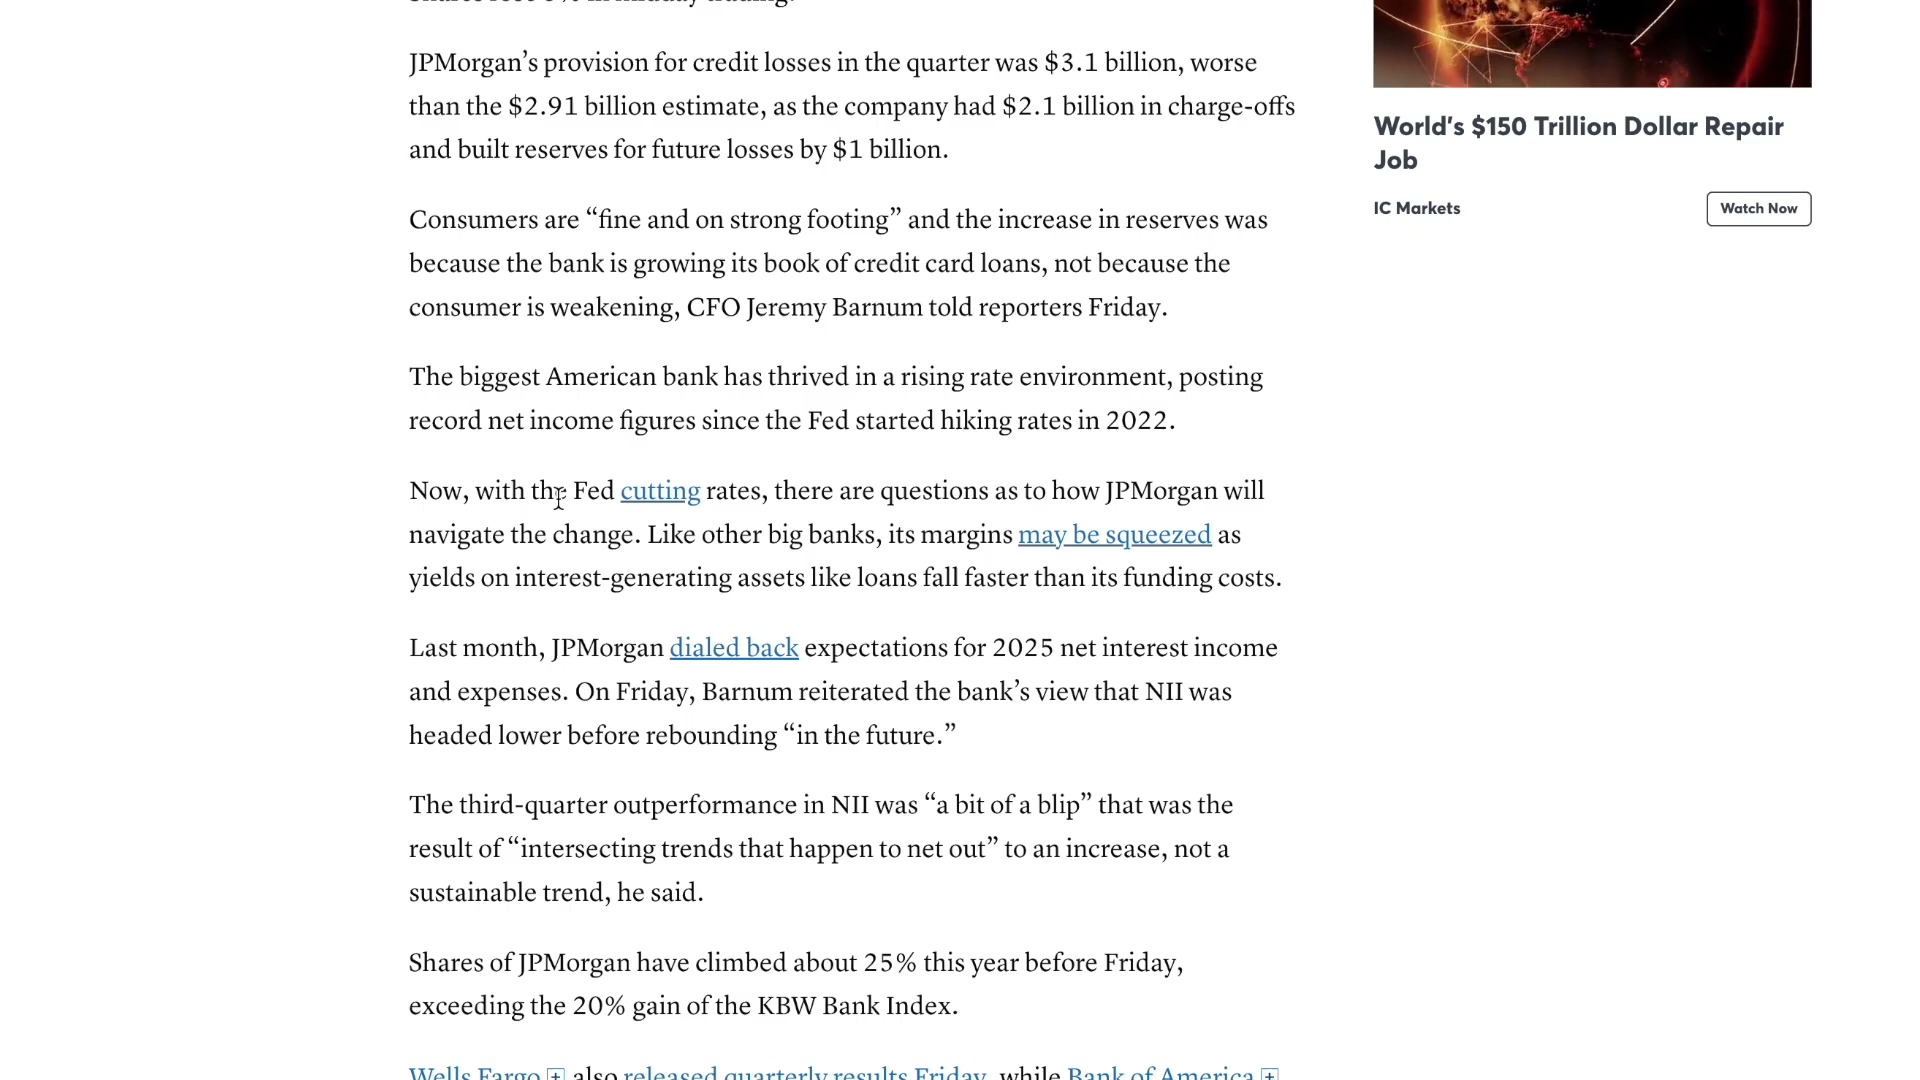 JPMorgan’s provision for credit losses in the quarter was $3.1 billion, worse
than the $2.91 billion estimate, as the company had $2.1 billion in charge-offs
and built reserves for future losses by $1 billion.
Consumers are “fine and on strong footing” and the increase in reserves was
because the bank is growing its book of credit card loans, not because the
consumer is weakening, CFO Jeremy Barnum told reporters Friday.
The biggest American bank has thrived in a rising rate environment, posting
record net income figures since the Fed started hiking rates in 2022.
Now, with the Fed cutting rates, there are questions as to how JPMorgan will
navigate the change. Like other big banks, its margins may be squeezed as
yields on interest-generating assets like loans fall faster than its funding costs.
Last month, JPMorgan dialed back expectations for 2025 net interest income
and expenses. On Friday, Barnum reiterated the bank’s view that NII was
headed lower before rebounding “in the future.”
The third-quarter outperformance in NII was “a bit of a blip” that was the
result of “intersecting trends that happen to net out” to an increase, not a
sustainable trend, he said.
Shares of JPMorgan have climbed about 25% this year before Friday,
exceeding the 20% gain of the KBW Bank Index.
Wells Fargo also released quarterly results Friday, while Bank of America
World’s $150 Trillion Dollar Repair
Job
IC Markets
Watch Now